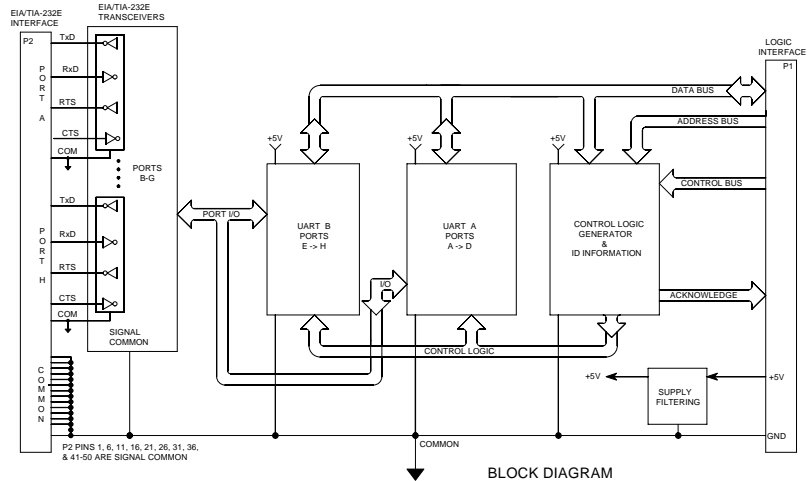 EIA/TIA-232E
INTERFACE
EIA/TIA-232E
TRANSCEIVERS
LOGIC
INTERFACE
P2
P1
PORT A
TxD
RxD
RTS
CTS
COM
PORTS
B-G
PORT H
TxD
RxD
RTS
CTS
COM
SIGNAL
COMMON
COMMON
P2 PINS 1, 6, 11, 16, 21, 26, 31, 36,
& 41-50 ARE SIGNAL COMMON
PORT I/O
I/O
+5V
UART B
PORTS
E -> H
+5V
UART A
PORTS
A -> D
+5V
CONTROL LOGIC
GENERATOR
&
ID INFORMATION
DATA BUS
ADDRESS BUS
CONTROL BUS
ACKNOWLEDGE
CONTROL LOGIC
+5V
SUPPLY
FILTERING
+5V
GND
COMMON
BLOCK DIAGRAM